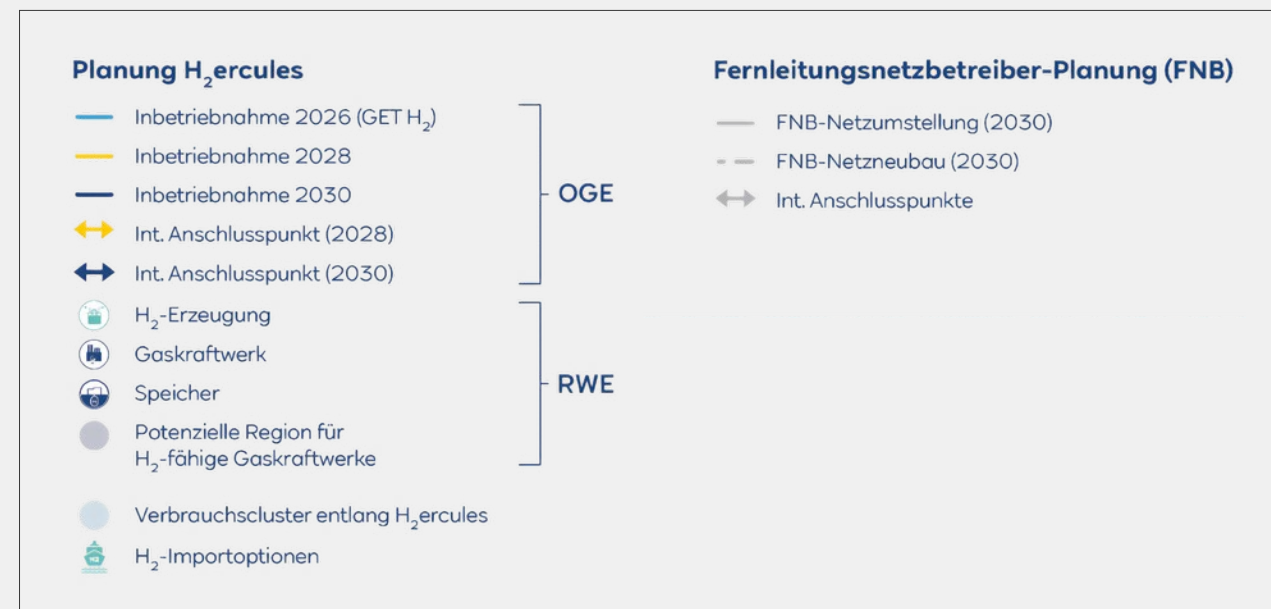 Planung H₂ercules
Inbetriebnahme 2026 (GET H₂)
Inbetriebnahme 2028
Inbetriebnahme 2030
Int. Anschlusspunkt (2028)
Int. Anschlusspunkt (2030)
OGE
H₂-Erzeugung
Gaskraftwerk
Speicher
Potenzielle Region für
H₂-fähige Gaskraftwerke
RWE
Verbrauchscluster entlang H₂ercules
H₂-Importoptionen
Fernleitungsnetzbetreiber-Planung (FNB)
FNB-Netzumstellung (2030)
FNB-Netzneubau (2030)
Int. Anschlusspunkte